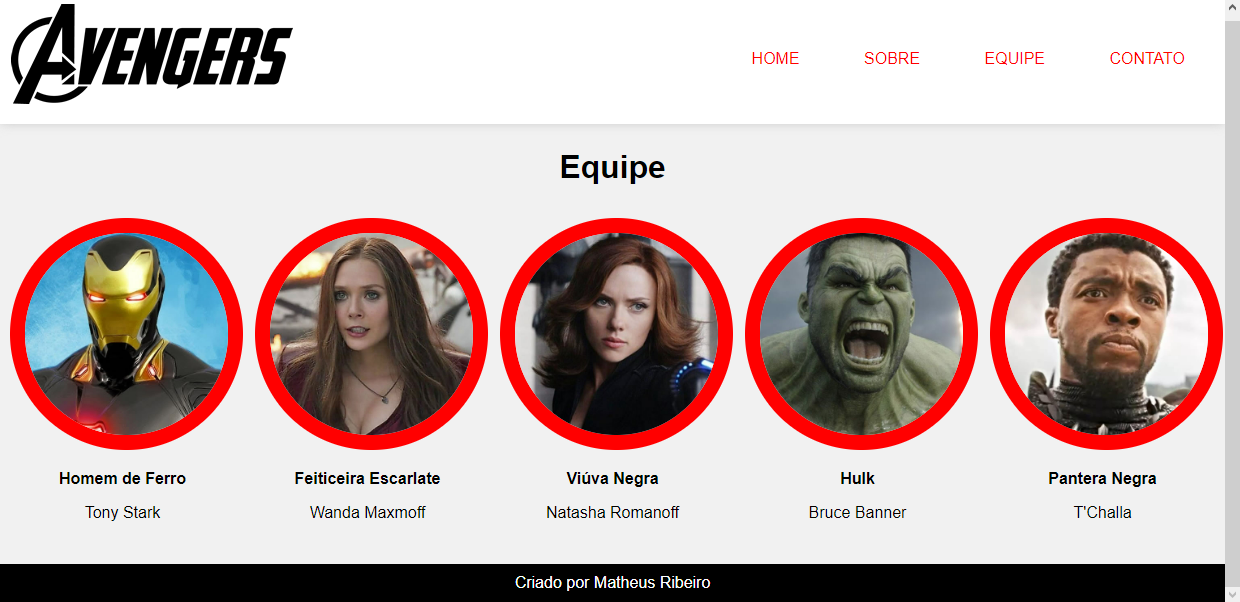 AVENGERS
HOME SOBRE EQUIPE CONTATO
Equipe
Homem de Ferro Feiticeira Escarlate Viúva Negra Hulk Pantera Negra
Tony Stark Wanda Maxmoff Natasha Romanoff Bruce Banner T'Challa
Criado por Matheus Ribeiro